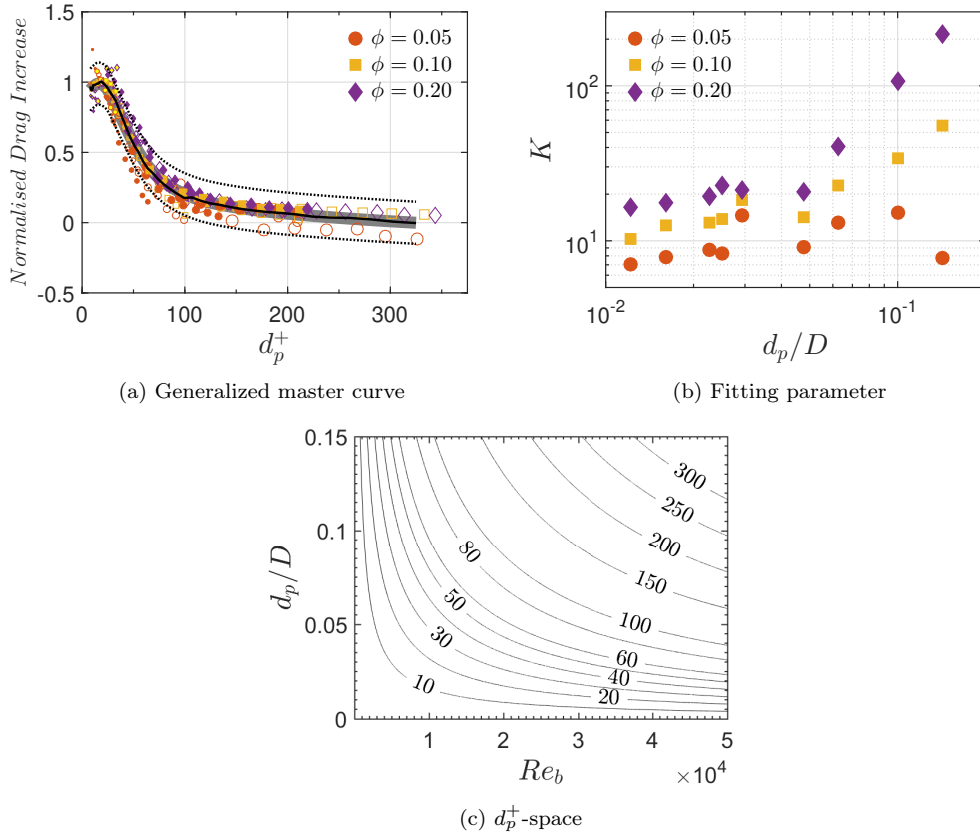 1.5
1
0.5
0
-0.5
0
100
200
300
Normalised Drag Increase
d_p^+
ϕ = 0.05
ϕ = 0.10
ϕ = 0.20
(a) Generalized master curve
10^2
10^1
10^-2
10^-1
K
d_p/D
ϕ = 0.05
ϕ = 0.10
ϕ = 0.20
(b) Fitting parameter
0.15
0.1
0.05
0
1
2
3
4
5
×10^4
d_p/D
Re_b
10
20
30
40
50
60
80
100
150
200
250
300
(c) d_p^+-space